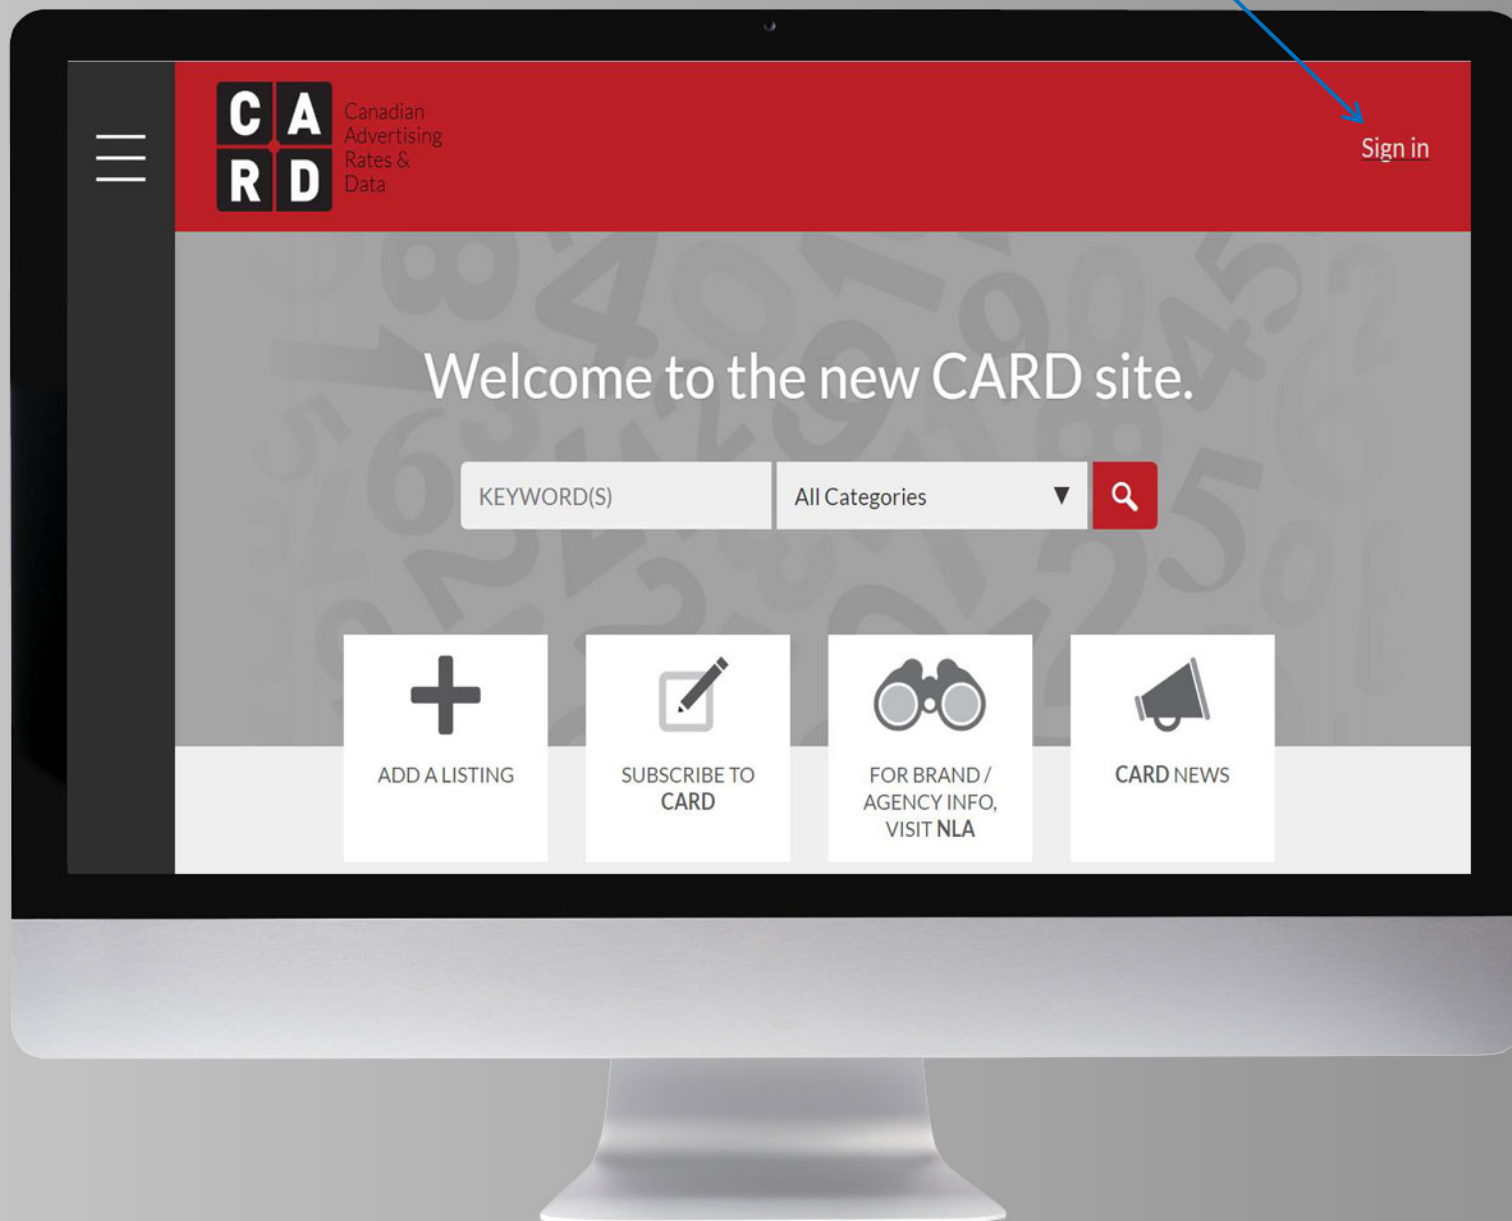 C A
R D
Canadian
Advertising
Rates &
Data
Sign in
Welcome to the new CARD site.
KEYWORD(S)
All Categories
ADD A LISTING
SUBSCRIBE TO
CARD
FOR BRAND /
AGENCY INFO,
VISIT NLA
CARD NEWS